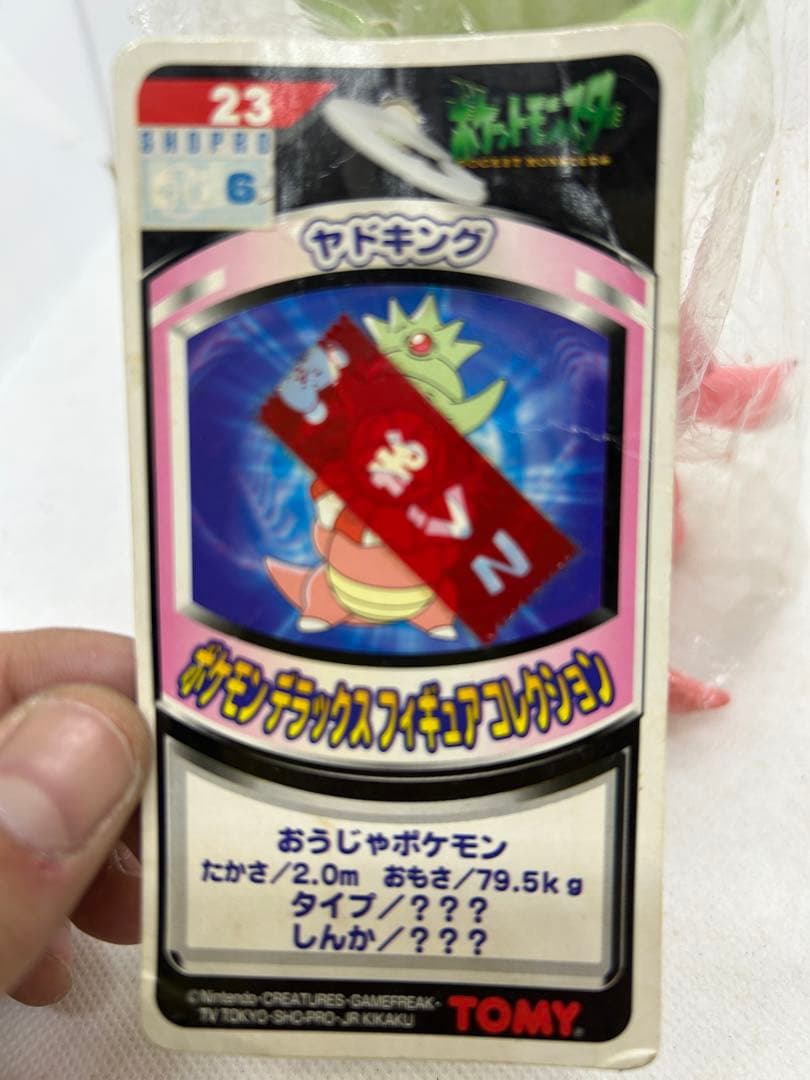 23
SHOPRO
6
ポケットモンスター
POCKET MONSTERS
ヤドキング
V
N
ポケモンデラックスフィギュアコレクション
おうじゃポケモン
たかさ/2.0m おもさ/79.5kg
タイプ/???
しんか/???
©Nintendo・CREATURES・GAMEFREAK・
TV TOKYO・SHO-PRO・JR KIKAKU
TOMY